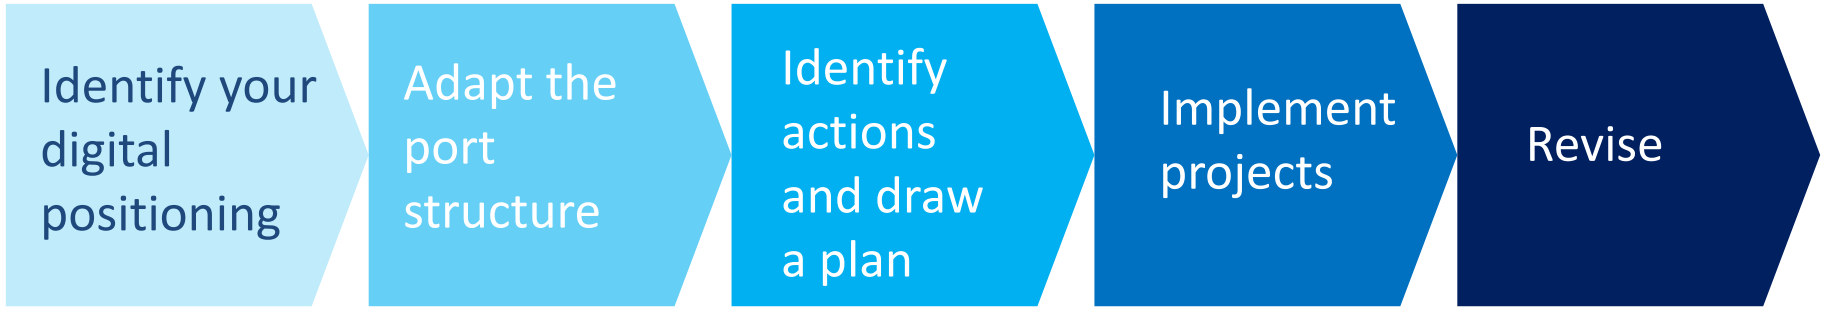 Identify your
digital
positioning
Adapt the
port
structure
Identify
actions
and draw
a plan
Implement
projects
Revise